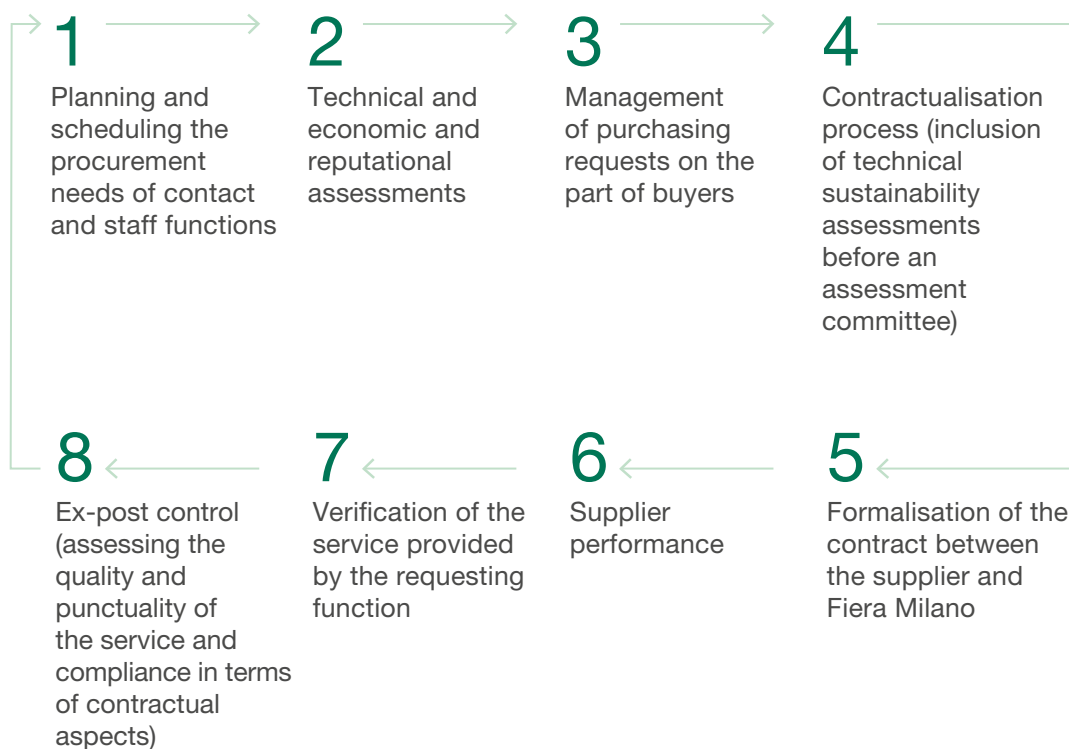 1
Planning and
scheduling the
procurement
needs of contact
and staff functions
2
Technical and
economic and
reputational
assessments
3
Management
of purchasing
requests on the
part of buyers
4
Contractualisation
process (inclusion
of technical
sustainability
assessments
before an
assessment
committee)
5
Formalisation of the
contract between
the supplier and
Fiera Milano
6
Supplier
performance
7
Verification of the
service provided
by the requesting
function
8
Ex-post control
(assessing the
quality and
punctuality of
the service and
compliance in terms
of contractual
aspects)